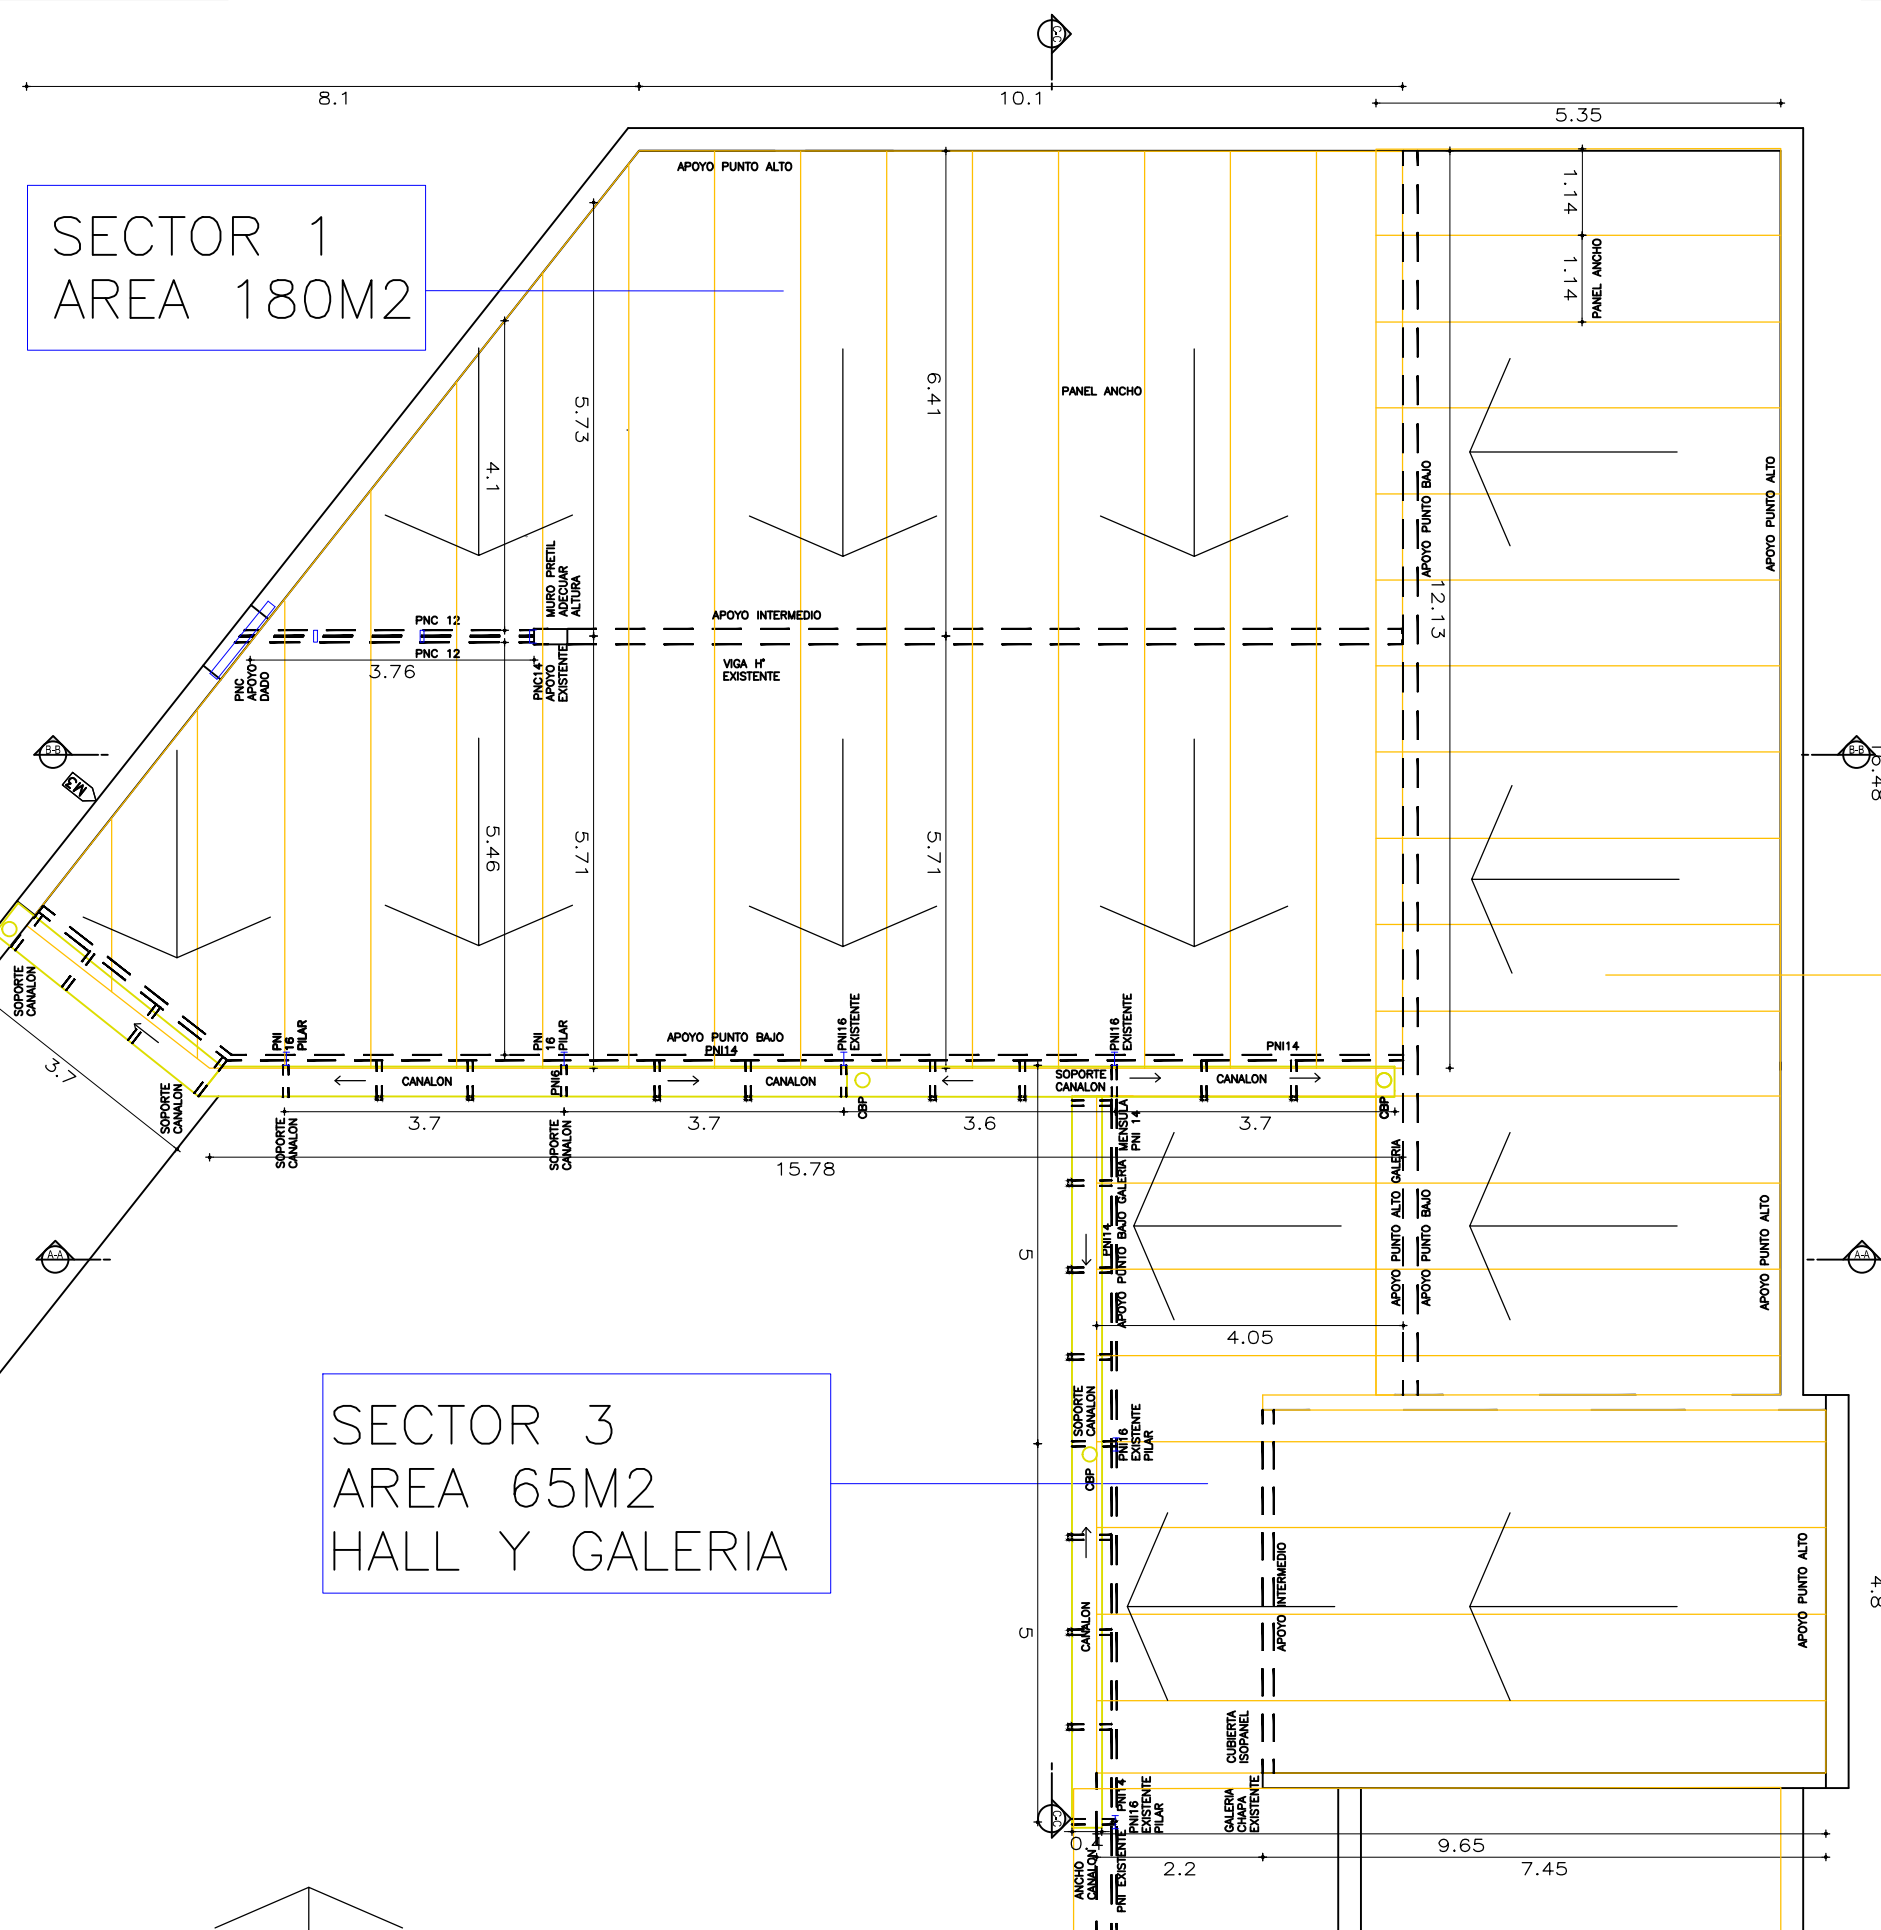 C-C
8.1
10.1
5.35
SECTOR 1
AREA 180M2
APOYO PUNTO ALTO
1.14
1.14
PANEL ANCHO
PANEL ANCHO
6.41
5.73
4.1
APOYO PUNTO BAJO
12.13
APOYO PUNTO ALTO
MURO PRETIL
ADECUAR
ALTURA
PNC 12
PNC 12
APOYO INTERMEDIO
VIGA Hº
EXISTENTE
3.76
PNC
APOYO
DADO
PNC14
APOYO
EXISTENTE
B-B
M3
B-B
5.46
5.71
5.71
SOPORTE
CANALON
PNI
16
PILAR
PNI
16
PILAR
APOYO PUNTO BAJO
PNI14
PNI16
EXISTENTE
PNI16
EXISTENTE
PNI14
3.7
CANALON
PNI6
CANALON
SOPORTE
CANALON
CANALON
CBP
CBP
SOPORTE
CANALON
SOPORTE
CANALON
SOPORTE
CANALON
3.7
3.7
3.6
3.7
15.78
APOYO PUNTO BAJO GALERIA MENSULA
PNI 14
PNI14
5
APOYO PUNTO ALTO GALERIA
APOYO PUNTO BAJO
APOYO PUNTO ALTO
A-A
A-A
4.05
SECTOR 3
AREA 65M2
HALL Y GALERIA
SOPORTE
CANALON
CBP
PNI16
EXISTENTE
PILAR
CANALON
5
APOYO INTERMEDIO
APOYO PUNTO ALTO
4.8
CUBIERTA
ISOPANEL
GALERIA
CHAPA
EXISTENTE
C-C
PNI14
PNI16
EXISTENTE
PILAR
PNI EXISTENTE
ANCHO
CANALON
9.65
2.2
7.45